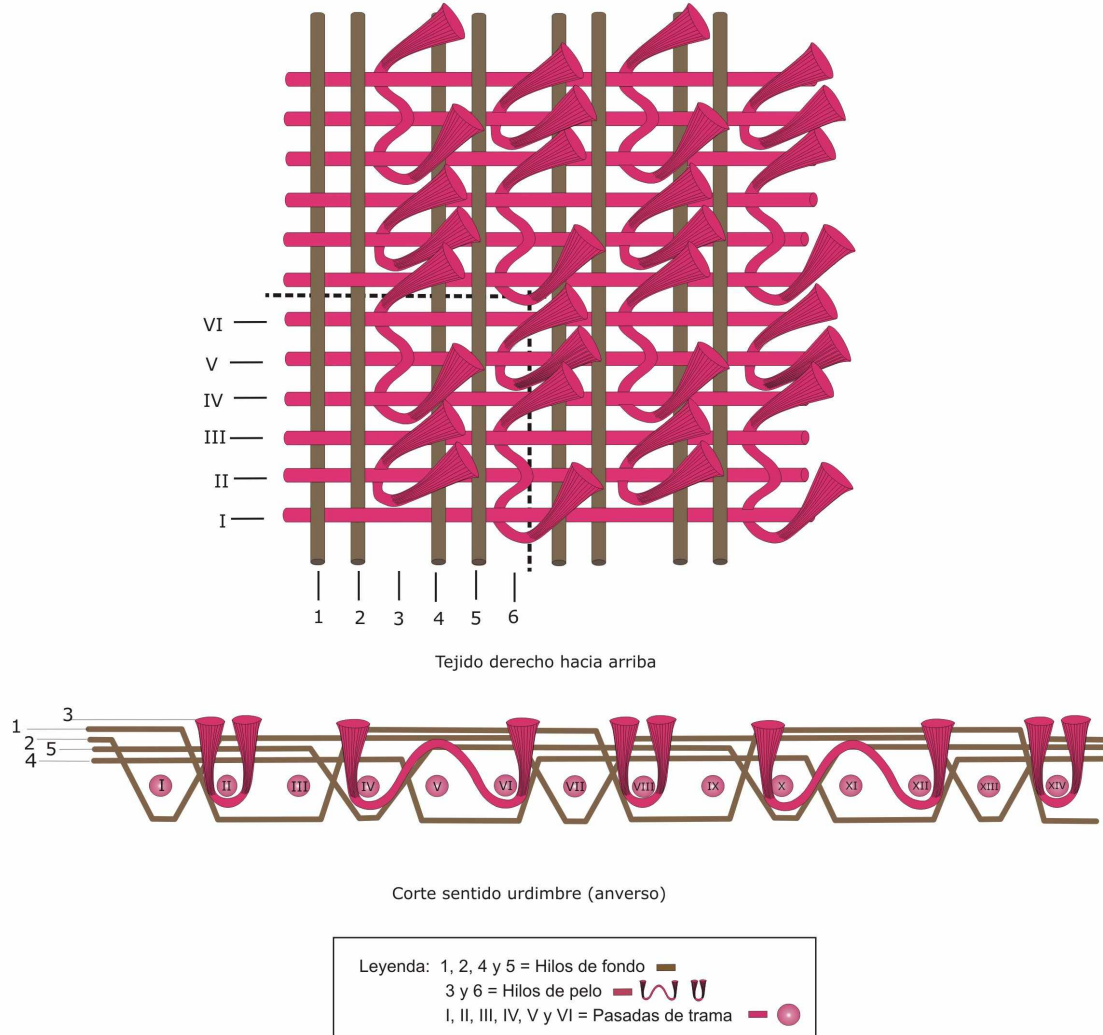 VI
V
IV
III
II
I
1 2 3 4 5 6
Tejido derecho hacia arriba
3
1
2
5
4
I II III IV V VI VII VIII IX X XI XII XIII XIV
Corte sentido urdimbre (anverso)
Leyenda: 1, 2, 4 y 5 = Hilos de fondo
3 y 6 = Hilos de pelo
I, II, III, IV, V y VI = Pasadas de trama